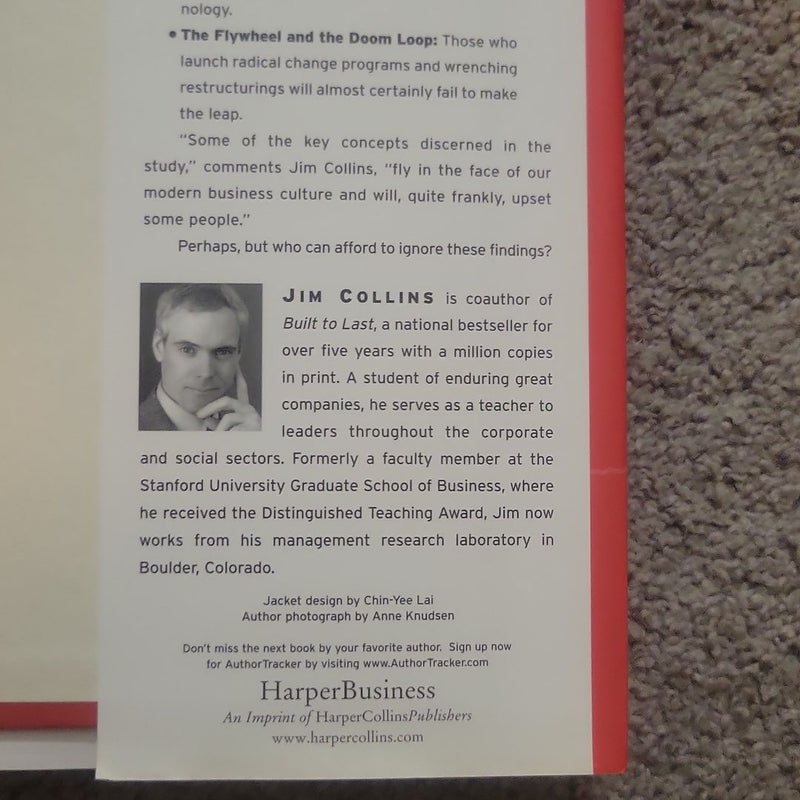 nology.
• The Flywheel and the Doom Loop: Those who
launch radical change programs and wrenching
restructurings will almost certainly fail to make
the leap.
“Some of the key concepts discerned in the
study,” comments Jim Collins, “fly in the face of our
modern business culture and will, quite frankly, upset
some people.”
Perhaps, but who can afford to ignore these findings?
JIM COLLINS is coauthor of
Built to Last, a national bestseller for
over five years with a million copies
in print. A student of enduring great
companies, he serves as a teacher to
leaders throughout the corporate
and social sectors. Formerly a faculty member at the
Stanford University Graduate School of Business, where
he received the Distinguished Teaching Award, Jim now
works from his management research laboratory in
Boulder, Colorado.
Jacket design by Chin-Yee Lai
Author photograph by Anne Knudsen
Don’t miss the next book by your favorite author. Sign up now
for AuthorTracker by visiting www.AuthorTracker.com
HarperBusiness
An Imprint of HarperCollinsPublishers
www.harpercollins.com